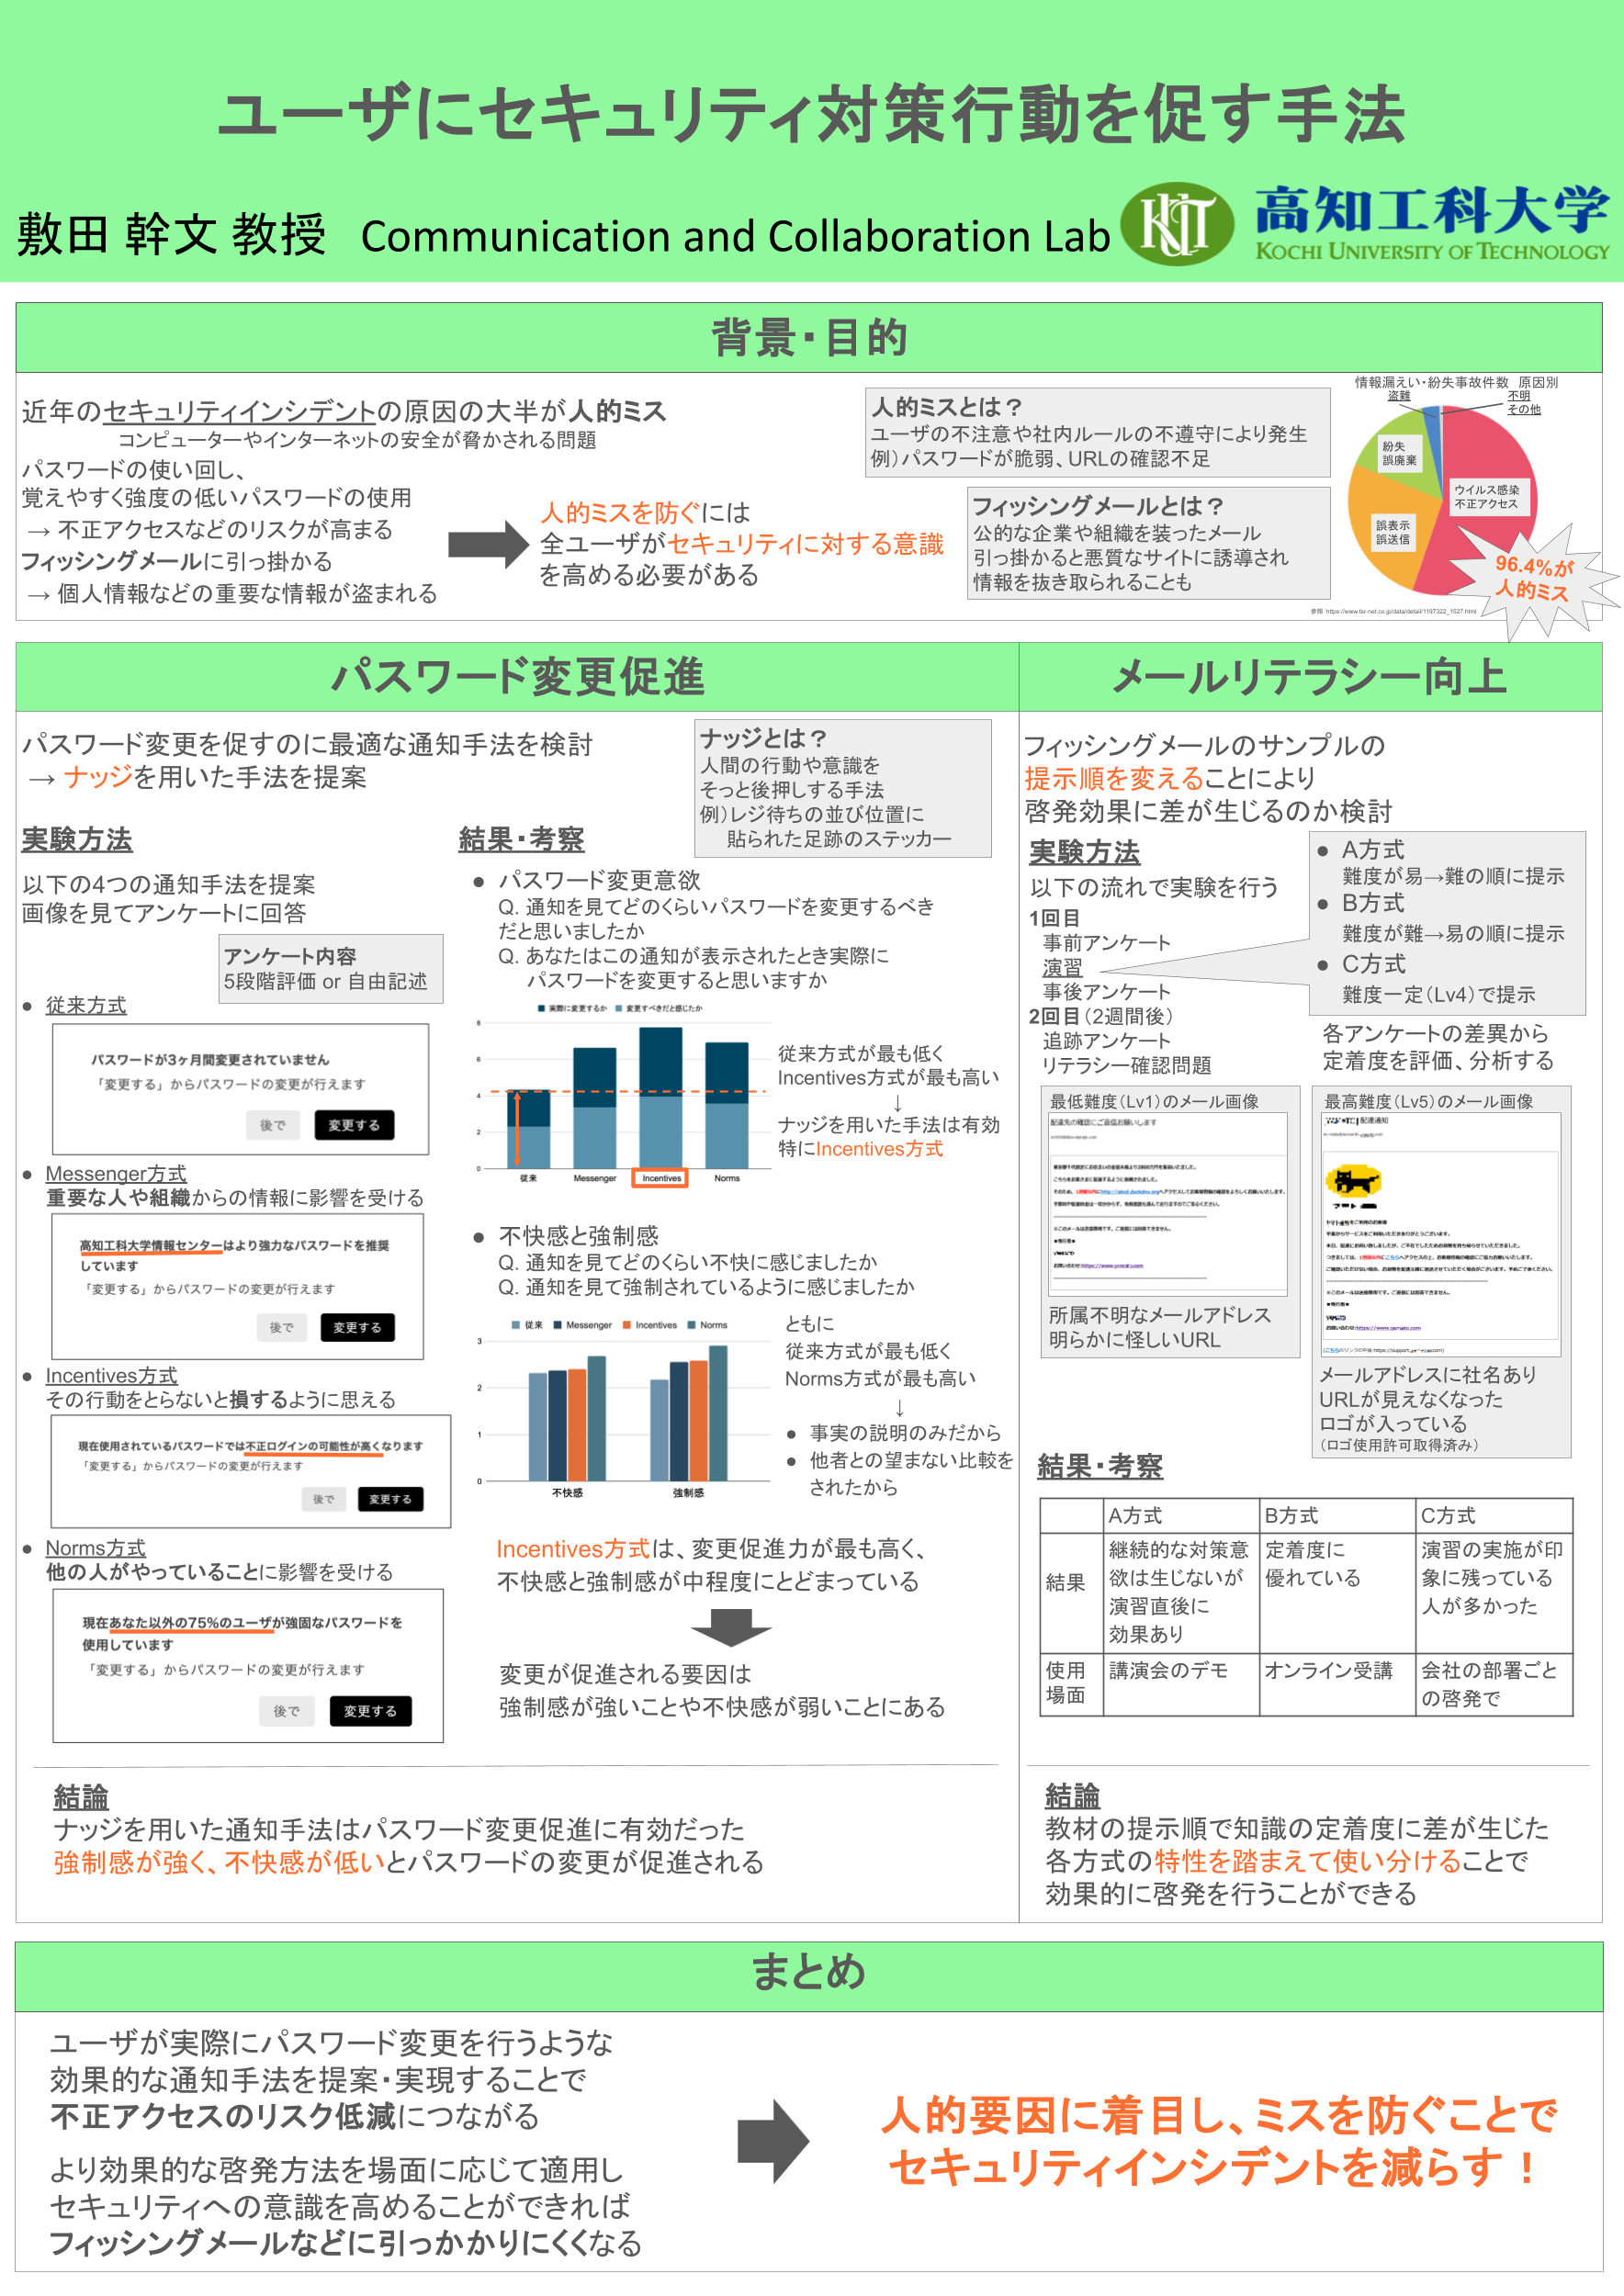 ユーザにセキュリティ対策行動を促す手法
敷田 幹文 教授 Communication and Collaboration Lab
KUT
高知工科大学
KOCHI UNIVERSITY OF TECHNOLOGY
背景・目的
近年のセキュリティインシデントの原因の大半が人的ミス
コンピューターやインターネットの安全が脅かされる問題
パスワードの使い回し、
覚えやすく強度の低いパスワードの使用
→ 不正アクセスなどのリスクが高まる
フィッシングメールに引っ掛かる
→ 個人情報などの重要な情報が盗まれる
人的ミスを防ぐには
全ユーザがセキュリティに対する意識
を高める必要がある
人的ミスとは？
ユーザの不注意や社内ルールの不遵守により発生
例）パスワードが脆弱、URLの確認不足
フィッシングメールとは？
公的な企業や組織を装ったメール
引っ掛かると悪質なサイトに誘導され
情報を抜き取られることも
情報漏えい・紛失事故件数 原因別
盗難
不明
その他
紛失
誤廃棄
ウイルス感染
不正アクセス
誤表示
誤送信
96.4%が
人的ミス
参照: https://www.tsr-net.co.jp/data/detail/1197322_1527.html
パスワード変更促進
パスワード変更を促すのに最適な通知手法を検討
→ ナッジを用いた手法を提案
ナッジとは？
人間の行動や意識を
そっと後押しする手法
例）レジ待ちの並び位置に
貼られた足跡のステッカー
実験方法
以下の4つの通知手法を提案
画像を見てアンケートに回答
アンケート内容
5段階評価 or 自由記述
● 従来方式
パスワードが3ヶ月間変更されていません
「変更する」からパスワードの変更が行えます
後で 変更する
● Messenger方式
重要な人や組織からの情報に影響を受ける
高知工科大学情報センターはより強力なパスワードを推奨
しています
「変更する」からパスワードの変更が行えます
後で 変更する
● Incentives方式
その行動をとらないと損するように思える
現在使用されているパスワードでは不正ログインの可能性が高くなります
「変更する」からパスワードの変更が行えます
後で 変更する
● Norms方式
他の人がやっていることに影響を受ける
現在あなた以外の75%のユーザが強固なパスワードを
使用しています
「変更する」からパスワードの変更が行えます
後で 変更する
結果・考察
● パスワード変更意欲
Q. 通知を見てどのくらいパスワードを変更するべき
だと思いましたか
Q. あなたはこの通知が表示されたとき実際に
パスワードを変更すると思いますか
実際に変更するか 変更すべきだと感じたか
8
6
4
2
0
従来 Messenger Incentives Norms
従来方式が最も低く
Incentives方式が最も高い
↓
ナッジを用いた手法は有効
特にIncentives方式
● 不快感と強制感
Q. 通知を見てどのくらい不快に感じましたか
Q. 通知を見て強制されているように感じましたか
従来 Messenger Incentives Norms
3
2
1
0
不快感 強制感
ともに
従来方式が最も低く
Norms方式が最も高い
↓
● 事実の説明のみだから
● 他者との望まない比較を
されたから
Incentives方式は、変更促進力が最も高く、
不快感と強制感が中程度にとどまっている
変更が促進される要因は
強制感が強いことや不快感が弱いことにある
結論
ナッジを用いた通知手法はパスワード変更促進に有効だった
強制感が強く、不快感が低いとパスワードの変更が促進される
メールリテラシー向上
フィッシングメールのサンプルの
提示順を変えることにより
啓発効果に差が生じるのか検討
実験方法
以下の流れで実験を行う
1回目
事前アンケート
演習
事後アンケート
2回目（2週間後）
追跡アンケート
リテラシー確認問題
● A方式
難度が易→難の順に提示
● B方式
難度が難→易の順に提示
● C方式
難度一定（Lv4）で提示
各アンケートの差異から
定着度を評価、分析する
最低難度（Lv1）のメール画像
配達先の確認にご返信お願いします
所属不明なメールアドレス
明らかに怪しいURL
最高難度（Lv5）のメール画像
配達通知
メールアドレスに社名あり
URLが見えなくなった
ロゴが入っている
（ロゴ使用許可取得済み）
結果・考察
A方式 B方式 C方式
結果
継続的な対策意
欲は生じないが
演習直後に
効果あり
定着度に
優れている
演習の実施が印
象に残っている
人が多かった
使用
場面
講演会のデモ
オンライン受講
会社の部署ごと
の啓発で
結論
教材の提示順で知識の定着度に差が生じた
各方式の特性を踏まえて使い分けることで
効果的に啓発を行うことができる
まとめ
ユーザが実際にパスワード変更を行うような
効果的な通知手法を提案・実現することで
不正アクセスのリスク低減につながる
より効果的な啓発方法を場面に応じて適用し
セキュリティへの意識を高めることができれば
フィッシングメールなどに引っかかりにくくなる
人的要因に着目し、ミスを防ぐことで
セキュリティインシデントを減らす！